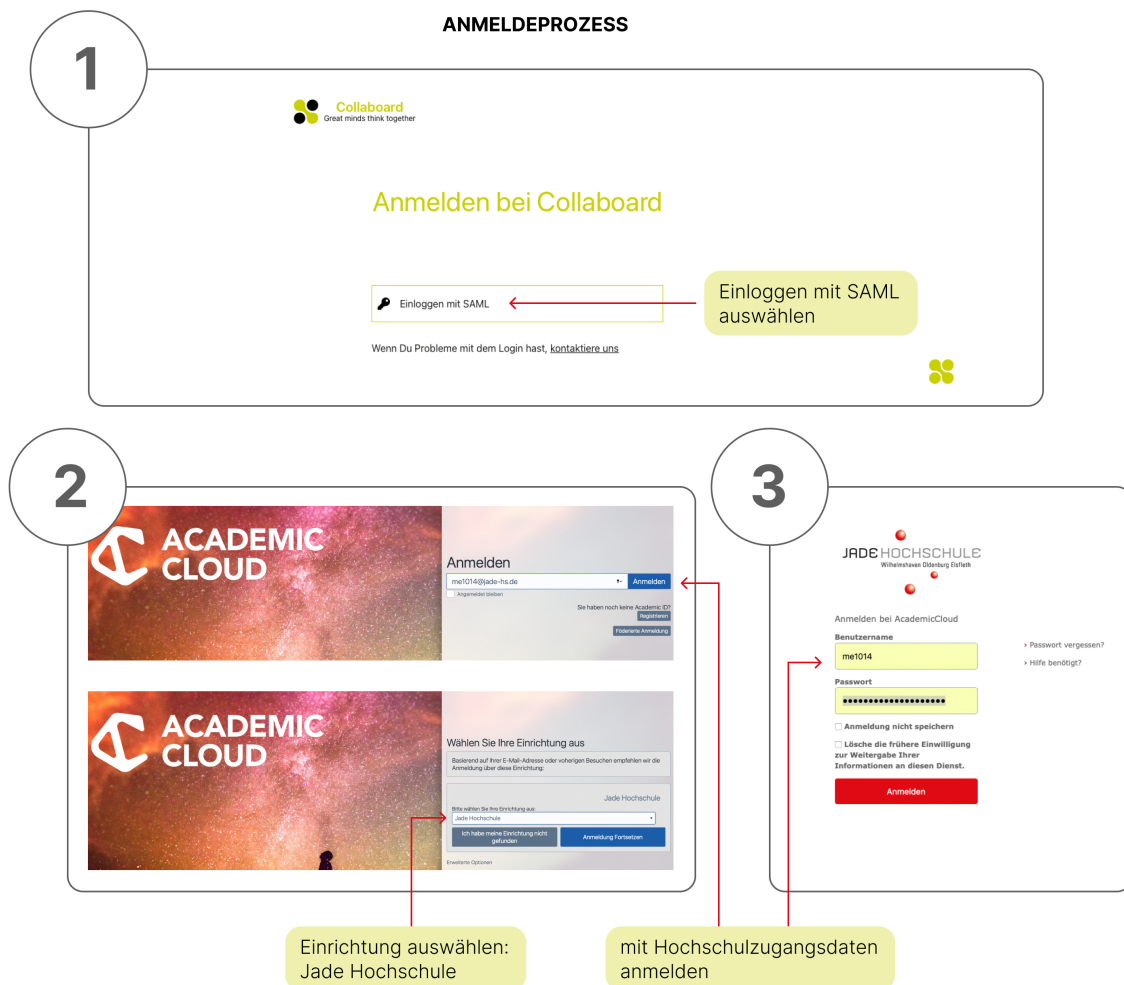 ANMELDEPROZESS
1
Collaboard
Great minds think together
Anmelden bei Collaboard
Einloggen mit SAML
Einloggen mit SAML
auswählen
Wenn Du Probleme mit dem Login hast, kontaktiere uns
2
ACADEMIC
CLOUD
Anmelden
me1014@jade-hs.de
Anmelden
Angemeldet bleiben
Sie haben noch keine Academic ID?
Registrieren
Föderierte Anmeldung
ACADEMIC
CLOUD
Wählen Sie Ihre Einrichtung aus
Basierend auf Ihrer E-Mail-Adresse oder vorherigen Besuchen empfehlen wir die
Anmeldung über diese Einrichtung:
Jade Hochschule
Bitte wählen Sie Ihre Einrichtung aus.
Jade Hochschule
Ich habe meine Einrichtung nicht
gefunden
Anmeldung Fortsetzen
Erweiterte Optionen
Einrichtung auswählen:
Jade Hochschule
3
JADE HOCHSCHULE
Wilhelmshaven Oldenburg Elsfleth
Anmelden bei AcademicCloud
Benutzername
me1014
Passwort
› Passwort vergessen?
› Hilfe benötigt?
Anmeldung nicht speichern
Lösche die frühere Einwilligung
zur Weitergabe Ihrer
Informationen an diesen Dienst.
Anmelden
mit Hochschulzugangsdaten
anmelden